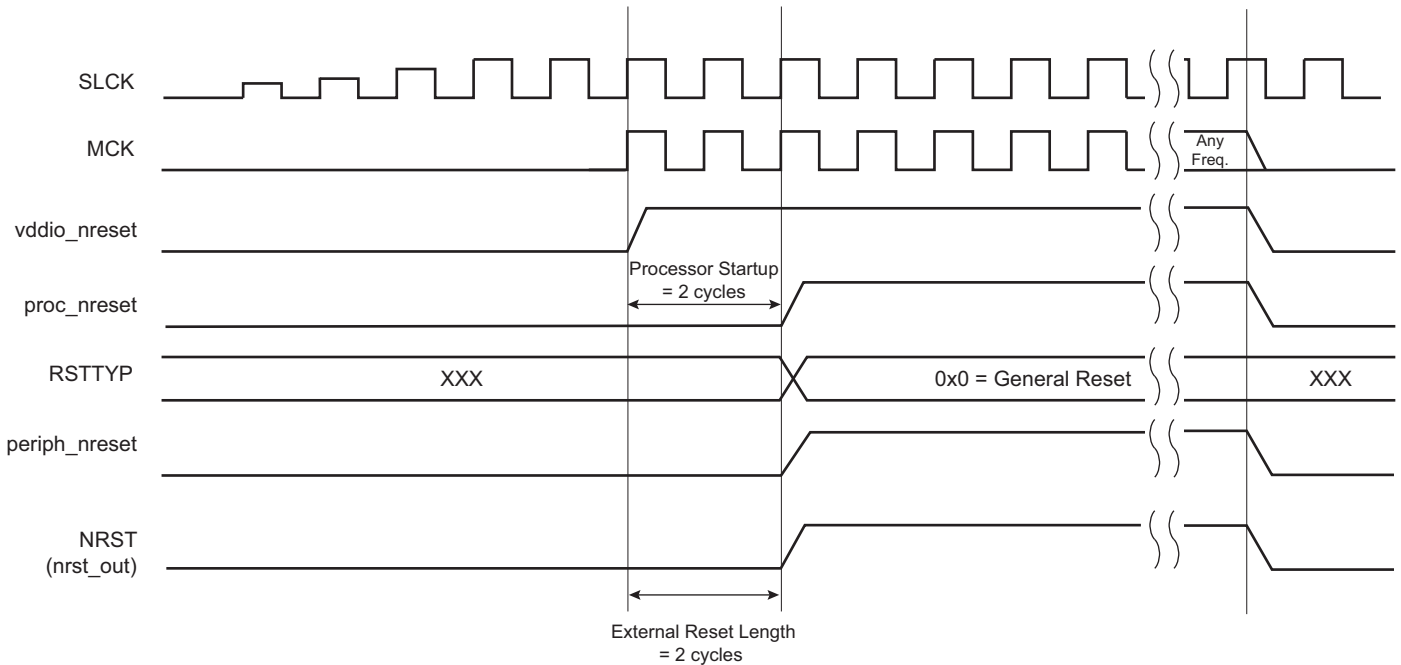 SLCK
MCK
Any
Freq.
vddio_nreset
Processor Startup
= 2 cycles
proc_nreset
RSTTYP
XXX
0x0 = General Reset
XXX
periph_nreset
NRST
(nrst_out)
External Reset Length
= 2 cycles